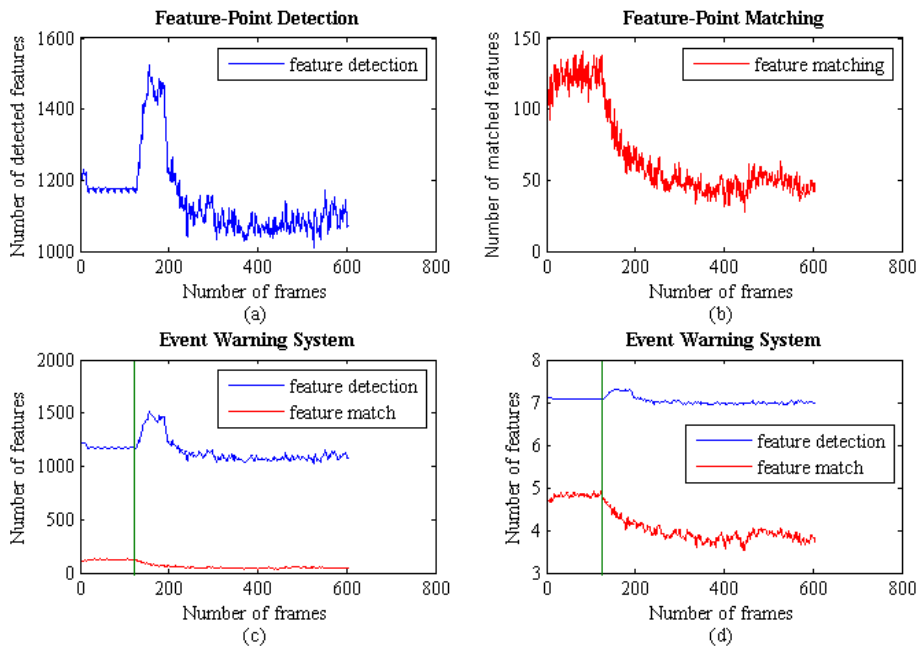 Feature-Point Detection
1600
1400
1200
1000
Number of detected features
feature detection
0 200 400 600 800
Number of frames
(a)
Feature-Point Matching
150
100
50
0
Number of matched features
feature matching
0 200 400 600 800
Number of frames
(b)
Event Warning System
2000
1500
1000
500
0
Number of features
feature detection
feature match
0 200 400 600 800
Number of frames
(c)
Event Warning System
8
7
6
5
4
3
Number of features
feature detection
feature match
0 200 400 600 800
Number of frames
(d)